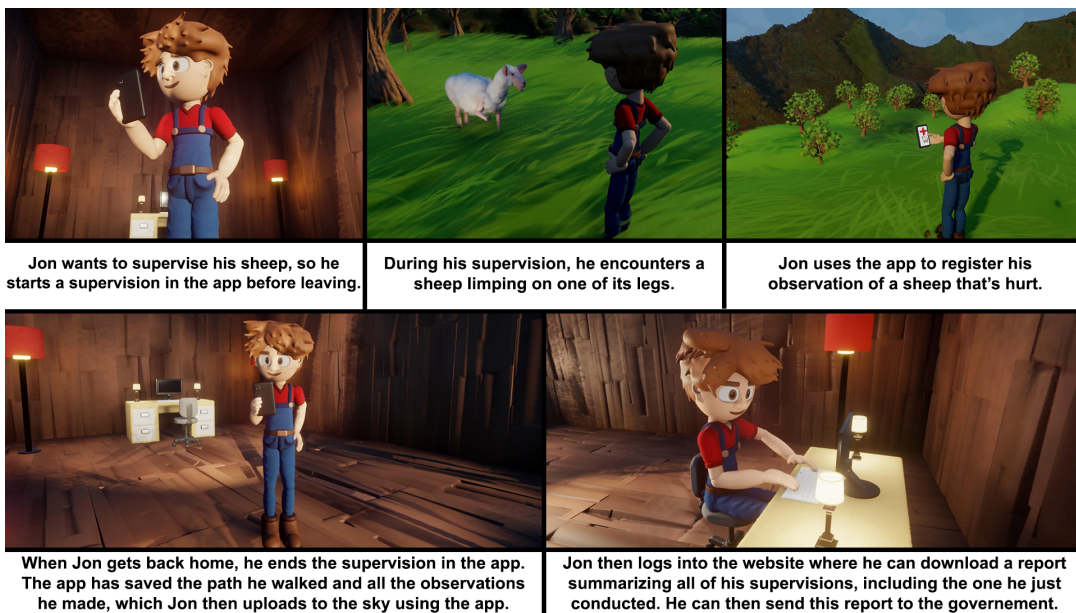 Jon wants to supervise his sheep, so he
starts a supervision in the app before leaving.
During his supervision, he encounters a
sheep limping on one of its legs.
Jon uses the app to register his
observation of a sheep that's hurt.
When Jon gets back home, he ends the supervision in the app.
The app has saved the path he walked and all the observations
he made, which Jon then uploads to the sky using the app.
Jon then logs into the website where he can download a report
summarizing all of his supervisions, including the one he just
conducted. He can then send this report to the governement.